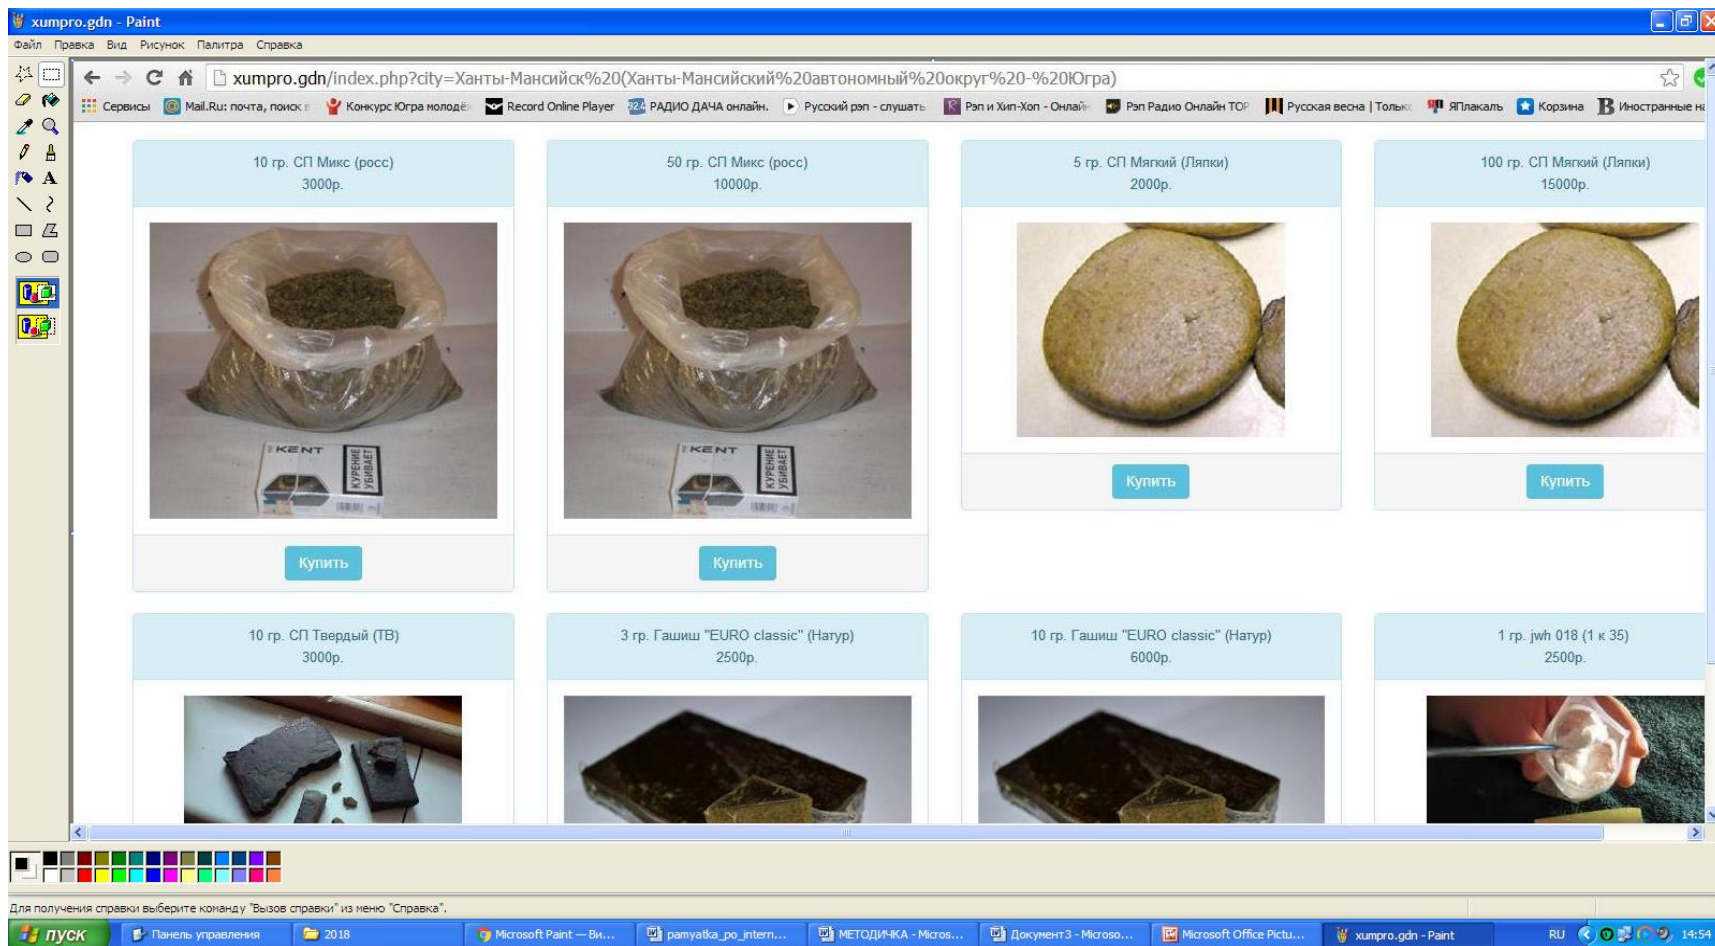 xumpro.gdn - Paint
Файл Правка Вид Рисунок Палитра Справка
xumpro.gdn/index.php?city=Ханты-Мансийск%20(Ханты-Мансийский%20автономный%20округ%20-%20Югра)
Сервисы Mail.Ru: почта, поиск Конкурс Югра молодё Record Online Player РАДИО ДАЧА онлайн. Русский рэп - слушать Рэп и Хип-Хоп - Онлай Рэп Радио Онлайн TOP Русская весна | Только ЯПлакалъ Корзина Иностранные на
10 гр. СП Микс (росс)
3000р.
50 гр. СП Микс (росс)
10000р.
5 гр. СП Мягкий (Ляпки)
2000р.
100 гр. СП Мягкий (Ляпки)
15000р.
KENT
КУРЕНИЕ
УБИВАЕТ
KENT
КУРЕНИЕ
УБИВАЕТ
Купить
Купить
Купить
Купить
10 гр. СП Твердый (ТВ)
3000р.
3 гр. Гашиш "EURO classic" (Натур)
2500р.
10 гр. Гашиш "EURO classic" (Натур)
6000р.
1 гр. jwh 018 (1 к 35)
2500р.
Для получения справки выберите команду "Вызов справки" из меню "Справка".
пуск Панель управления 2018 Microsoft Paint — Ви... pamyatka_po_intern... МЕТОДИЧКА - Micros... Документ3 - Microso... Microsoft Office Pictu... xumpro.gdn - Paint RU 14:54